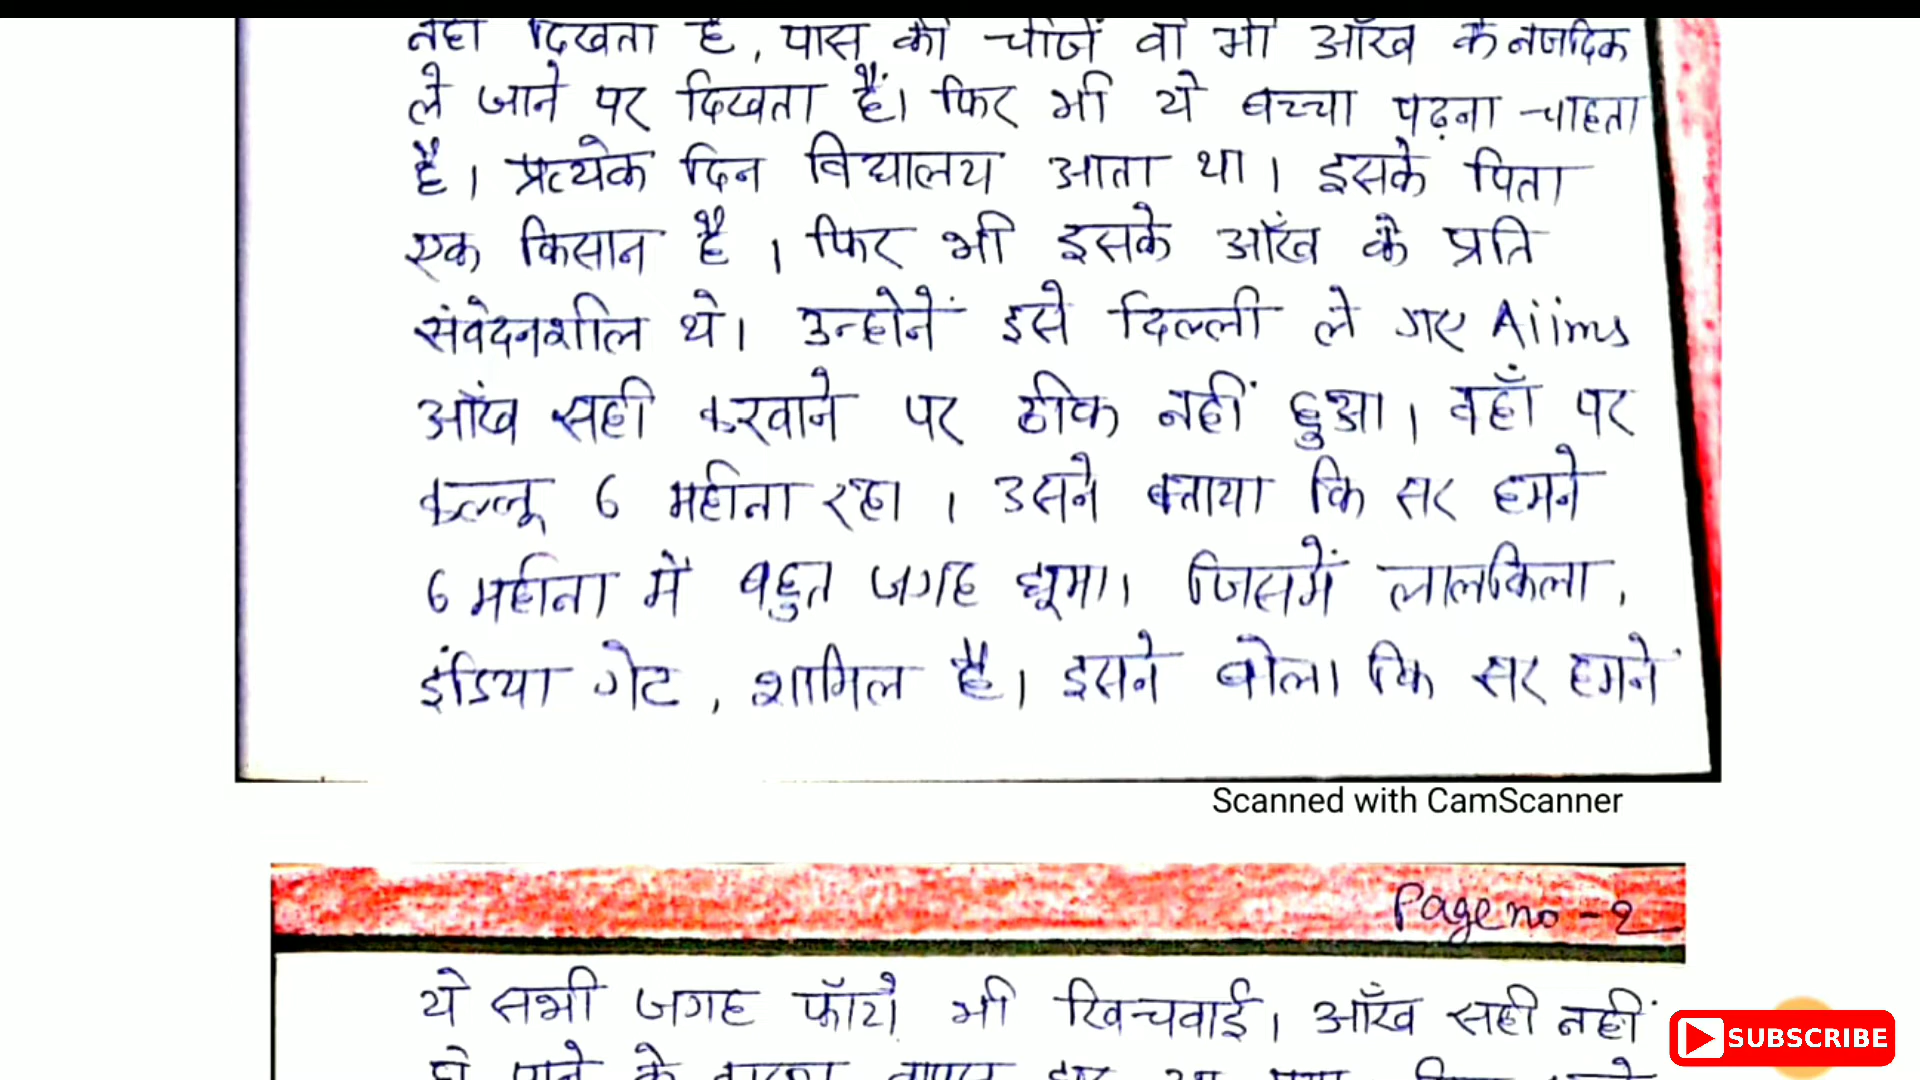 नहीं दिखता है, पास की चीजें वो भी आँख के नजदिक
ले जाने पर दिखता हैं। फिर भी ये बच्चा पढ़ना चाहता
है। प्रत्येक दिन विद्यालय आता था। इसके पिता
एक किसान है। फिर भी इसके आँख के प्रति
संवेदनशील थे। उन्होनें इसे दिल्ली ले गए Aiims
आँख सही करवाने पर ठीक नहीं हुआ। वहाँ पर
कल्लू 6 महीना रहा। उसने बताया कि सर हमने
6 महीना में बहुत जगह घूमा। जिसमें लालकिला,
इंडिया गेट, शामिल है। इसने बोला कि सर हमनें
Scanned with CamScanner
Page no - 2
ये सभी जगह फॉटो भी खिचवाई। आँख सही नहीं
SUBSCRIBE